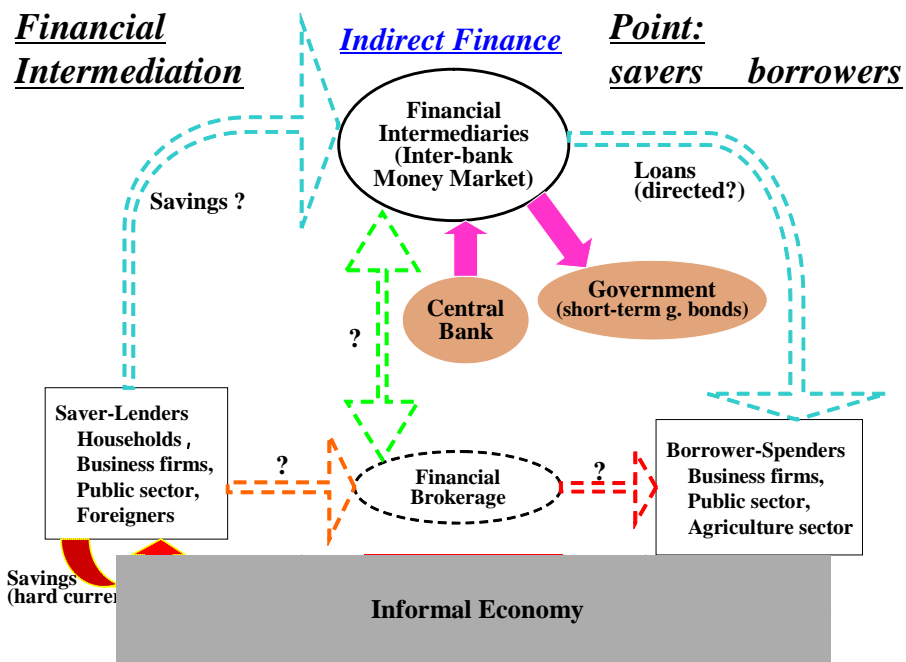 Financial
Intermediation
Indirect Finance
Point:
savers borrowers
Financial
Intermediaries
(Inter-bank
Money Market)
Savings ?
Loans
(directed?)
Central
Bank
Government
(short-term g. bonds)
?
Saver-Lenders
Households ,
Business firms,
Public sector,
Foreigners
?
Financial
Brokerage
?
Borrower-Spenders
Business firms,
Public sector,
Agriculture sector
Savings
(hard curren
Informal Economy